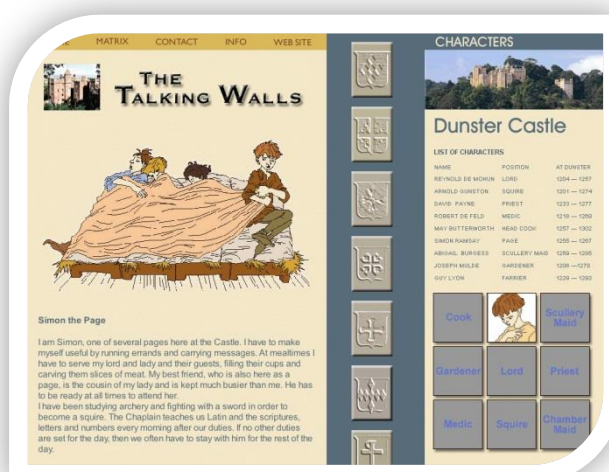 MATRIX CONTACT INFO WEB SITE
THE
TALKING WALLS
Simon the Page
I am Simon, one of several pages here at the Castle. I have to make
myself useful by running errands and carrying messages. At mealtimes I
have to serve my lord and lady and their guests, filling their cups and
carving them slices of meat. My best friend, who is also here as a
page, is the cousin of my lady and is kept much busier than me. He has
to be ready at all times to attend her.
I have been studying archery and fighting with a sword in order to
become a squire. The Chaplain teaches us Latin and the scriptures,
letters and numbers every morning after our duties. If no other duties
are set for the day, then we often have to stay with him for the rest of the
day.
CHARACTERS
Dunster Castle
LIST OF CHARACTERS
NAME POSITION AT DUNSTER
REYNOLD DE MOHUN LORD 1204 — 1257
ARNOLD GUNSTON SQUIRE 1201 — 1274
DAVID PAYNE PRIEST 1233 — 1277
ROBERT DE FELD MEDIC 1219 — 1269
MAY BUTTERWORTH HEAD COOK 1257 — 1302
SIMON RAMSAY PAGE 1255 — 1267
ABIGAIL BURGESS SCULLERY MAID 1269 — 1285
JOSEPH MULDE GARDENER
GUY LYON FARRIER 1229 — 1293
Cook
Scullery
Maid
Gardener
Lord
Priest
Medic
Squire
Chamber
Maid